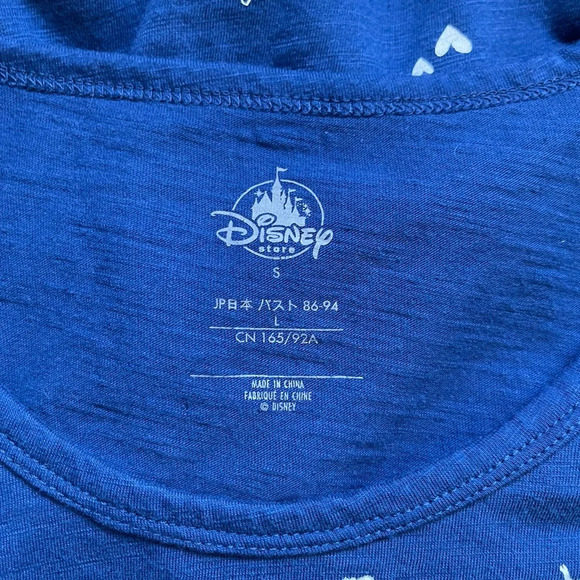 Disney
store
S
JP日本 バスト 86-94
L
CN 165/92A
MADE IN CHINA
FABRIQUÉ EN CHINE
© DISNEY